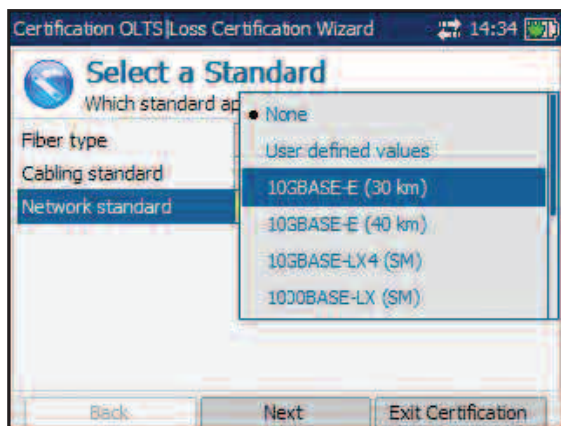 Certification OLTS|Loss Certification Wizard 14:34
Select a Standard
Which standard ap
None
Fiber type
User defined values
Cabling standard
10GBASE-E (30 km)
Network standard
10GBASE-E (40 km)
10GBASE-LX4 (SM)
1000BASE-LX (SM)
Back Next Exit Certification